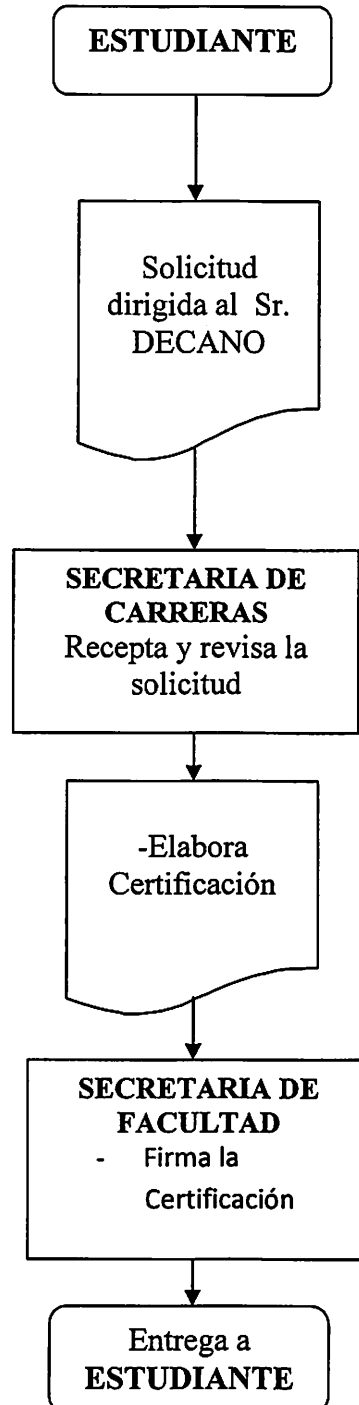 ESTUDIANTE
Solicitud
dirigida al Sr.
DECANO
SECRETARIA DE
CARRERAS
Recepta y revisa la
solicitud
-Elabora
Certificación
SECRETARIA DE
FACULTAD
- Firma la
Certificación
Entrega a
ESTUDIANTE